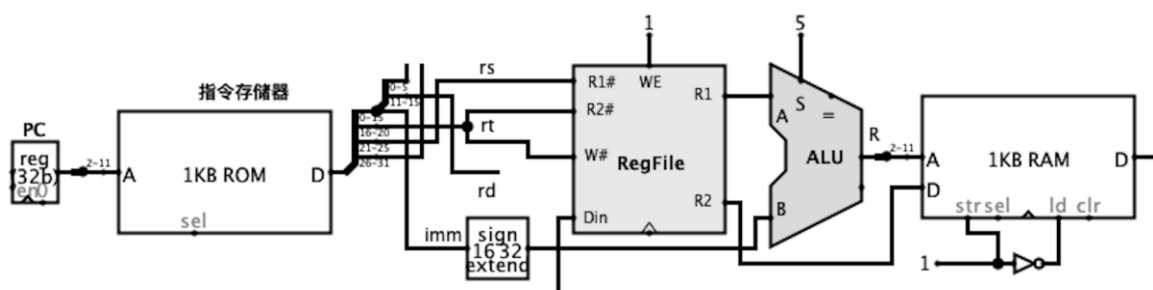 1
5
指令存储器
PC
reg
(32b)
en0
2-11
A
1KB ROM
D
sel
0-5
11-15
0-15
16-20
21-25
26-31
rs
rt
rd
imm
sign
16 32
extend
R1#
WE
R1
R2#
W#
RegFile
R2
Din
S
=
A
ALU
B
R
2-11
A
1KB RAM
D
D
str sel
ld clr
1